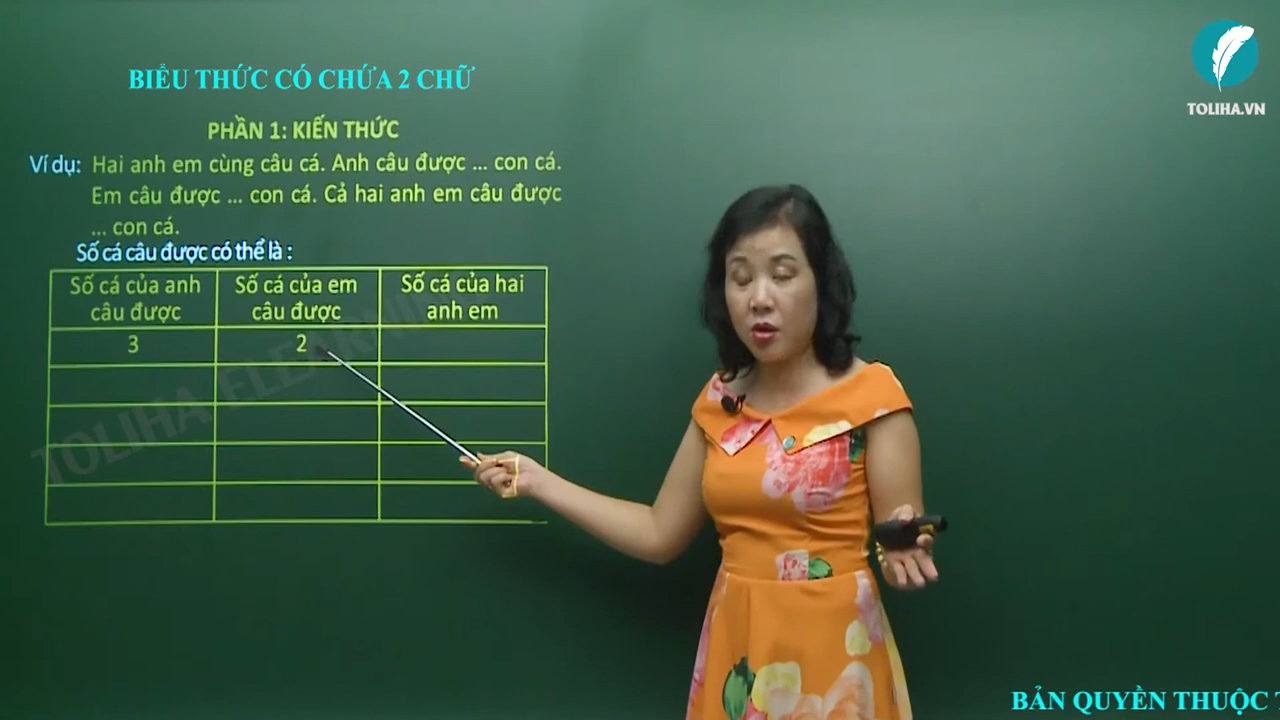 TOLIHA.VN
BIỂU THỨC CÓ CHỨA 2 CHỮ
PHẦN 1: KIẾN THỨC
Ví dụ: Hai anh em cùng câu cá. Anh câu được ... con cá.
Em câu được ... con cá. Cả hai anh em câu được
... con cá.
Số cá câu được có thể là :
Số cá của anh câu được Số cá của em câu được Số cá của hai anh em
3 2
TOLIHA ELEARNING
BẢN QUYỀN THUỘC